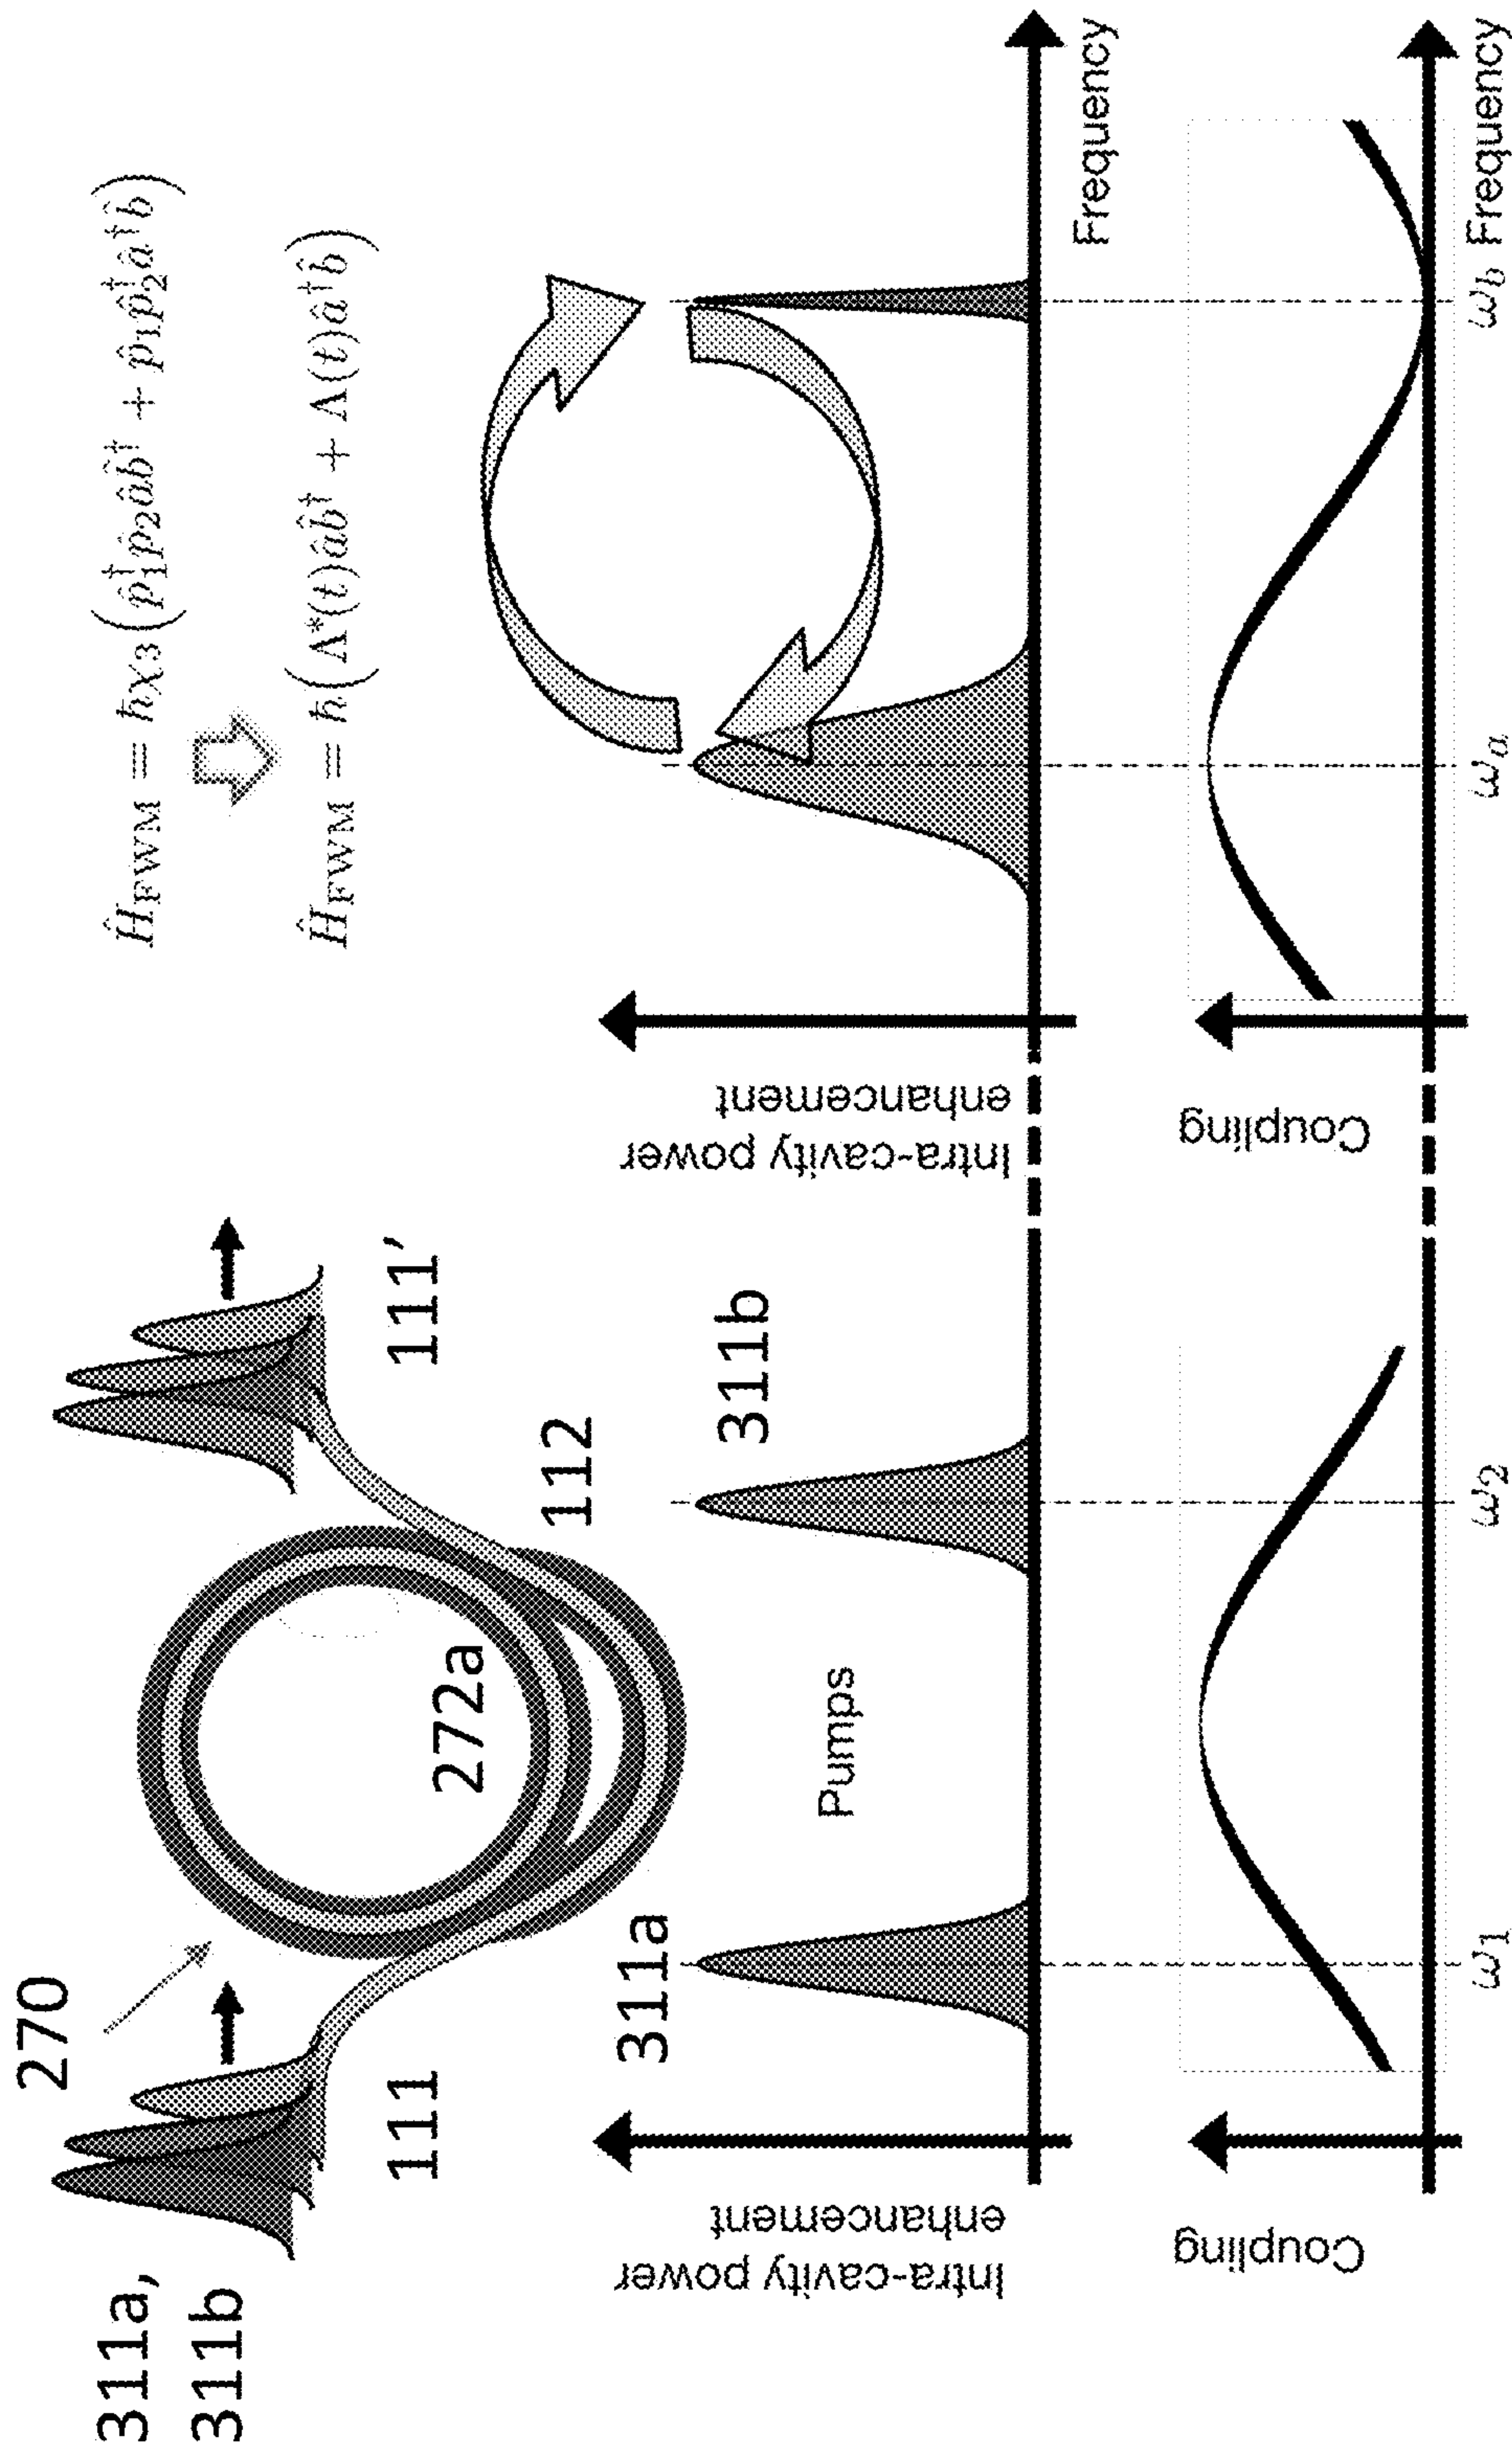 311a,
311b
270
111
272a
112
111′
Ĥ_FWM = ħχ₃(p̂₁†p̂₂âb̂† + p̂₁p̂₂†â†b̂)
Ĥ_FWM = ħ(Λ*(t)âb̂† + Λ(t)â†b̂)
Intra-cavity power
enhancement
311a
Pumps
311b
Intra-cavity power
enhancement
Frequency
Coupling
ω₁
ω₂
Coupling
ωₐ
ω_b Frequency